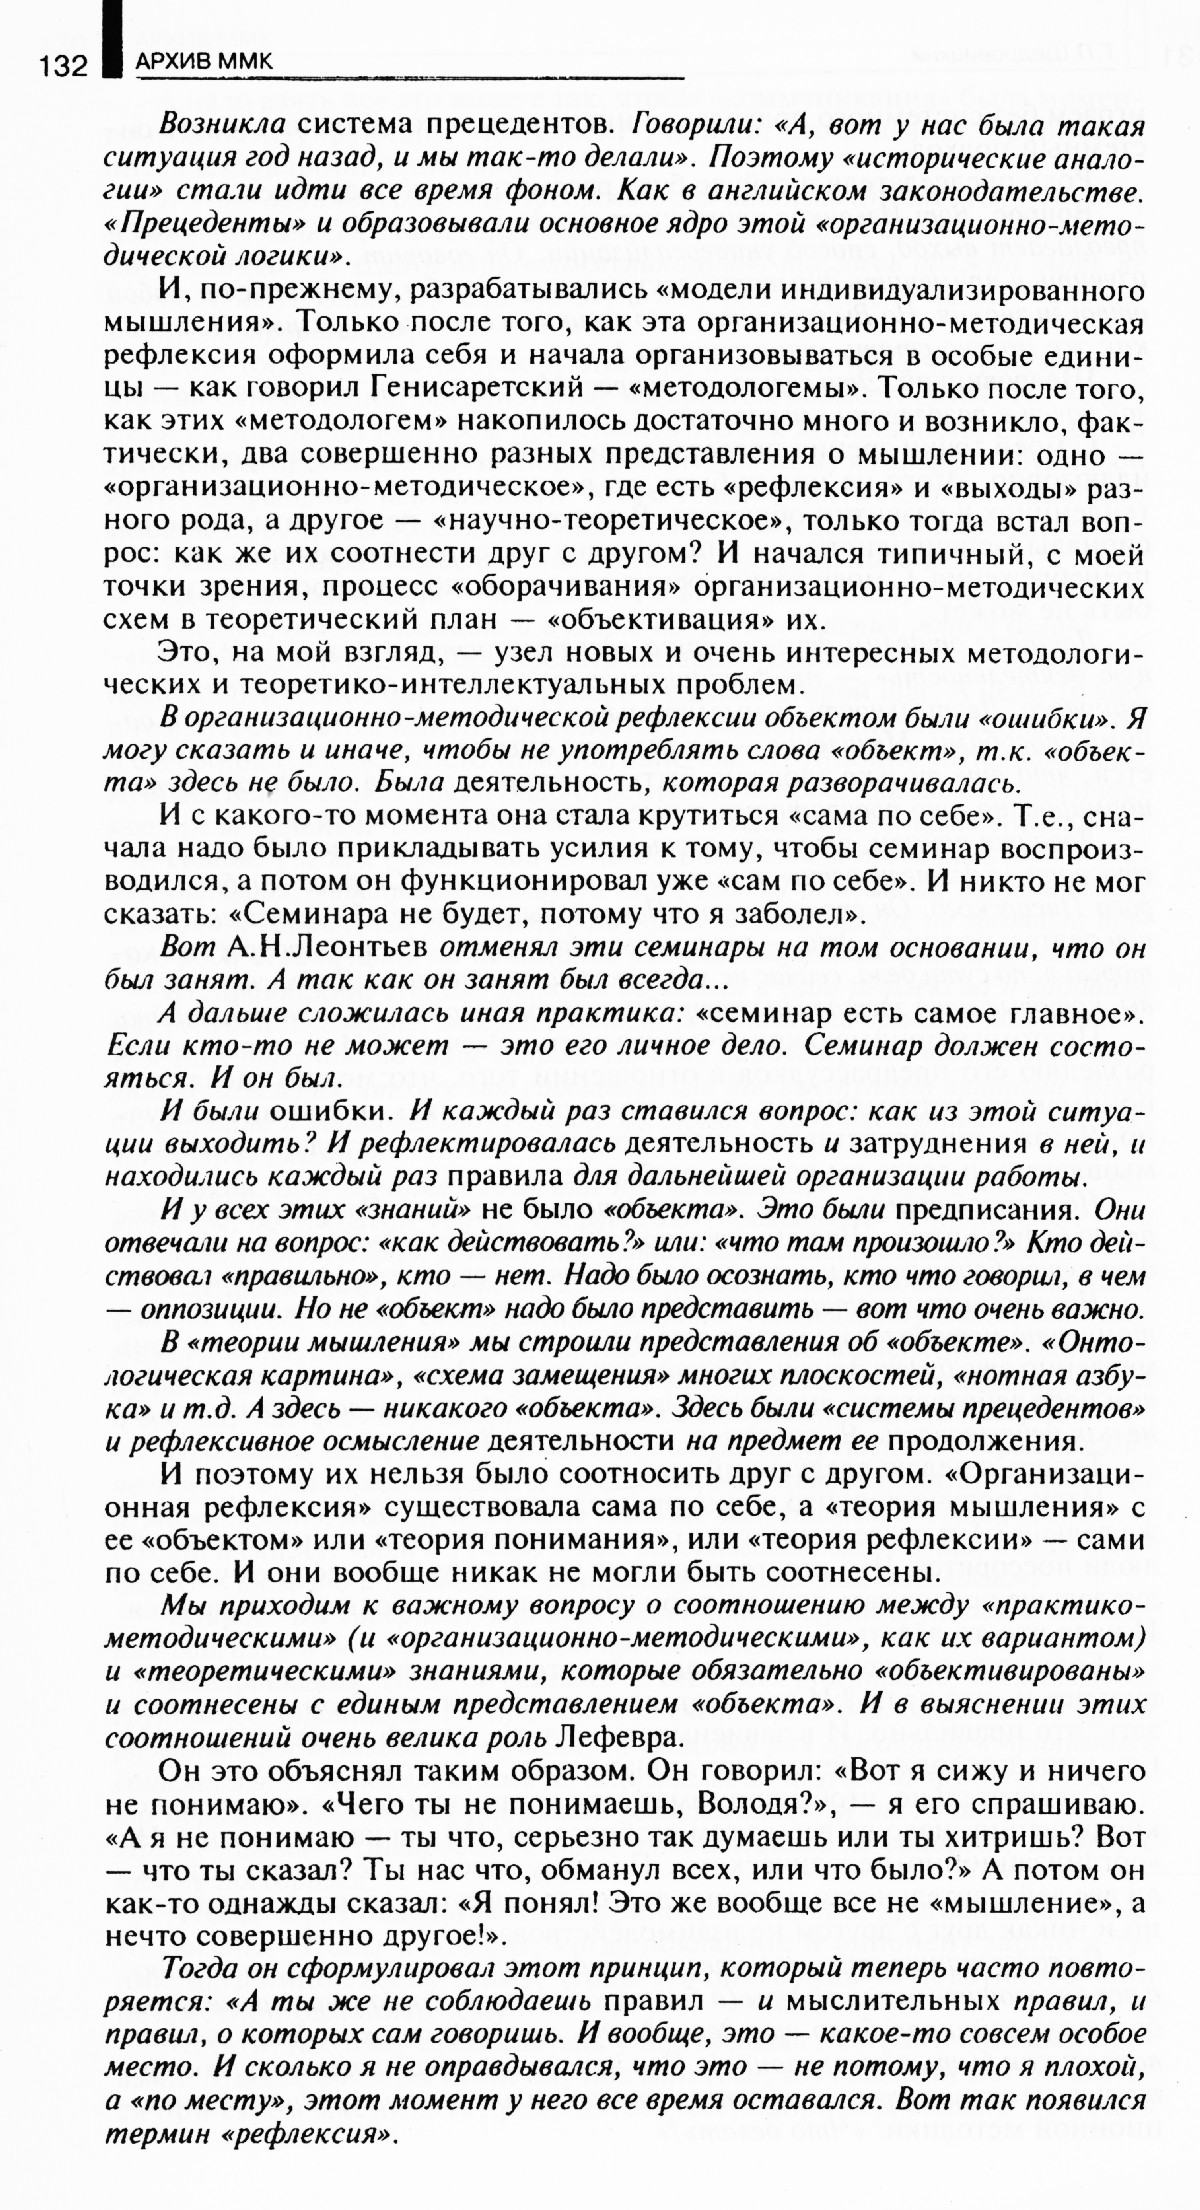 132 АРХИВ ММК
Возникла система прецедентов. Говорили: «А, вот у нас была такая
ситуация год назад, и мы так-то делали». Поэтому «исторические анало-
гии» стали идти все время фоном. Как в английском законодательстве.
«Прецеденты» и образовывали основное ядро этой «организационно-мето-
дической логики».
И, по-прежнему, разрабатывались «модели индивидуализированного
мышления». Только после того, как эта организационно-методическая
рефлексия оформила себя и начала организовываться в особые едини-
цы — как говорил Генисаретский — «методологемы». Только после того,
как этих «методологем» накопилось достаточно много и возникло, фак-
тически, два совершенно разных представления о мышлении: одно —
«организационно-методическое», где есть «рефлексия» и «выходы» раз-
ного рода, а другое — «научно-теоретическое», только тогда встал воп-
рос: как же их соотнести друг с другом? И начался типичный, с моей
точки зрения, процесс «оборачивания» организационно-методических
схем в теоретический план — «объективация» их.
Это, на мой взгляд, — узел новых и очень интересных методологи-
ческих и теоретико-интеллектуальных проблем.
В организационно-методической рефлексии объектом были «ошибки». Я
могу сказать и иначе, чтобы не употреблять слова «объект», т.к. «объек-
та» здесь не было. Была деятельность, которая разворачивалась.
И с какого-то момента она стала крутиться «сама по себе». Т.е., сна-
чала надо было прикладывать усилия к тому, чтобы семинар воспроиз-
водился, а потом он функционировал уже «сам по себе». И никто не мог
сказать: «Семинара не будет, потому что я заболел».
Вот А.Н.Леонтьев отменял эти семинары на том основании, что он
был занят. А так как он занят был всегда...
А дальше сложилась иная практика: «семинар есть самое главное».
Если кто-то не может — это его личное дело. Семинар должен состо-
яться. И он был.
И были ошибки. И каждый раз ставился вопрос: как из этой ситуа-
ции выходить? И рефлектировалась деятельность и затруднения в ней, и
находились каждый раз правила для дальнейшей организации работы.
И у всех этих «знаний» не было «объекта». Это были предписания. Они
отвечали на вопрос: «как действовать?» или: «что там произошло?» Кто дей-
ствовал «правильно», кто — нет. Надо было осознать, кто что говорил, в чем
— оппозиции. Но не «объект» надо было представить — вот что очень важно.
В «теории мышления» мы строили представления об «объекте». «Онто-
логическая картина», «схема замещения» многих плоскостей, «нотная азбу-
ка» и т.д. А здесь — никакого «объекта». Здесь были «системы прецедентов»
и рефлексивное осмысление деятельности на предмет ее продолжения.
И поэтому их нельзя было соотносить друг с другом. «Организаци-
онная рефлексия» существовала сама по себе, а «теория мышления» с
ее «объектом» или «теория понимания», или «теория рефлексии» — сами
по себе. И они вообще никак не могли быть соотнесены.
Мы приходим к важному вопросу о соотношению между «практико-
методическими» (и «организационно-методическими», как их вариантом)
и «теоретическими» знаниями, которые обязательно «объективированы»
и соотнесены с единым представлением «объекта». И в выяснении этих
соотношений очень велика роль Лефевра.
Он это объяснял таким образом. Он говорил: «Вот я сижу и ничего
не понимаю». «Чего ты не понимаешь, Володя?», — я его спрашиваю.
«А я не понимаю — ты что, серьезно так думаешь или ты хитришь? Вот
— что ты сказал? Ты нас что, обманул всех, или что было?» А потом он
как-то однажды сказал: «Я понял! Это же вообще все не «мышление», а
нечто совершенно другое!».
Тогда он сформулировал этот принцип, который теперь часто повто-
ряется: «А ты же не соблюдаешь правил — и мыслительных правил, и
правил, о которых сам говоришь. И вообще, это — какое-то совсем особое
место. И сколько я не оправдывался, что это — не потому, что я плохой,
а «по месту», этот момент у него все время оставался. Вот так появился
термин «рефлексия».